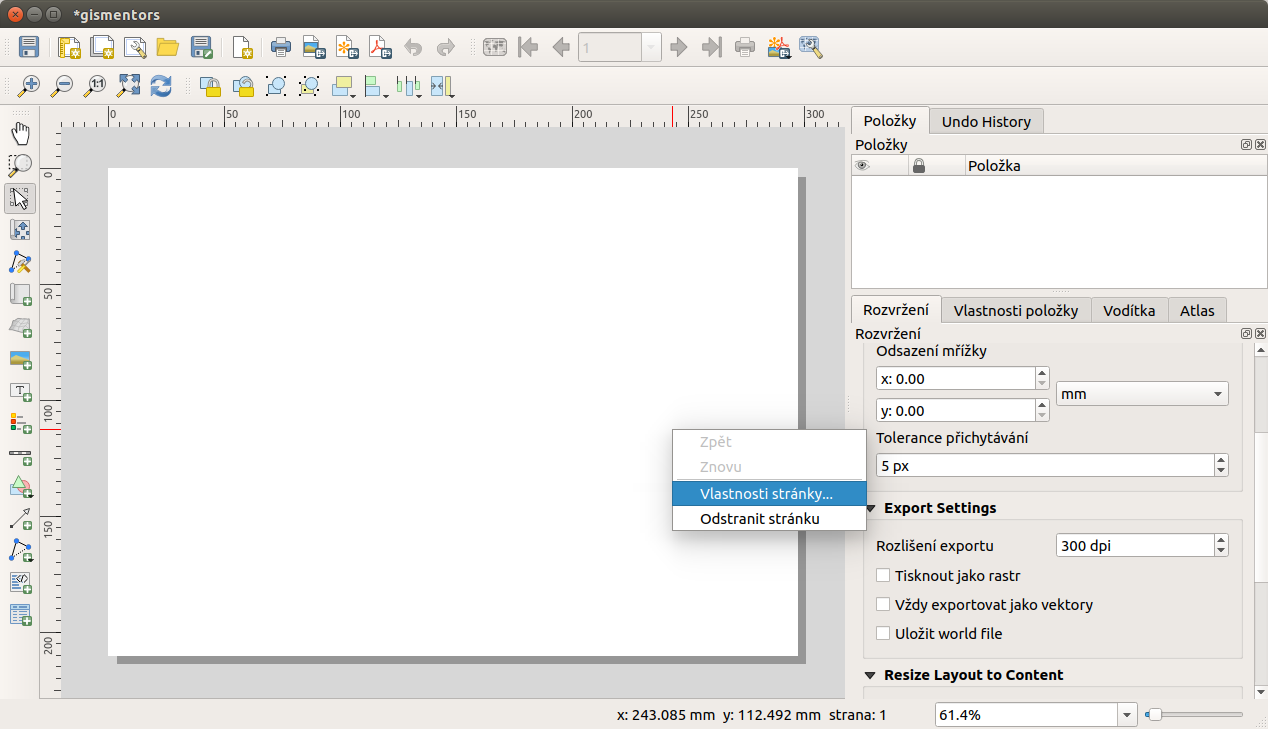 *gismentors
1
1:1
0 50 100 150 200 250 300
0
50
100
150
200
T
Položky Undo History
Položky
Položka
Rozvržení Vlastnosti položky Vodítka Atlas
Rozvržení
Odsazení mřížky
x: 0.00
mm
y: 0.00
Tolerance přichytávání
5 px
Zpět
Znovu
Vlastnosti stránky...
Odstranit stránku
Export Settings
Rozlišení exportu 300 dpi
Tisknout jako rastr
Vždy exportovat jako vektory
Uložit world file
Resize Layout to Content
x: 243.085 mm y: 112.492 mm strana: 1 61.4%